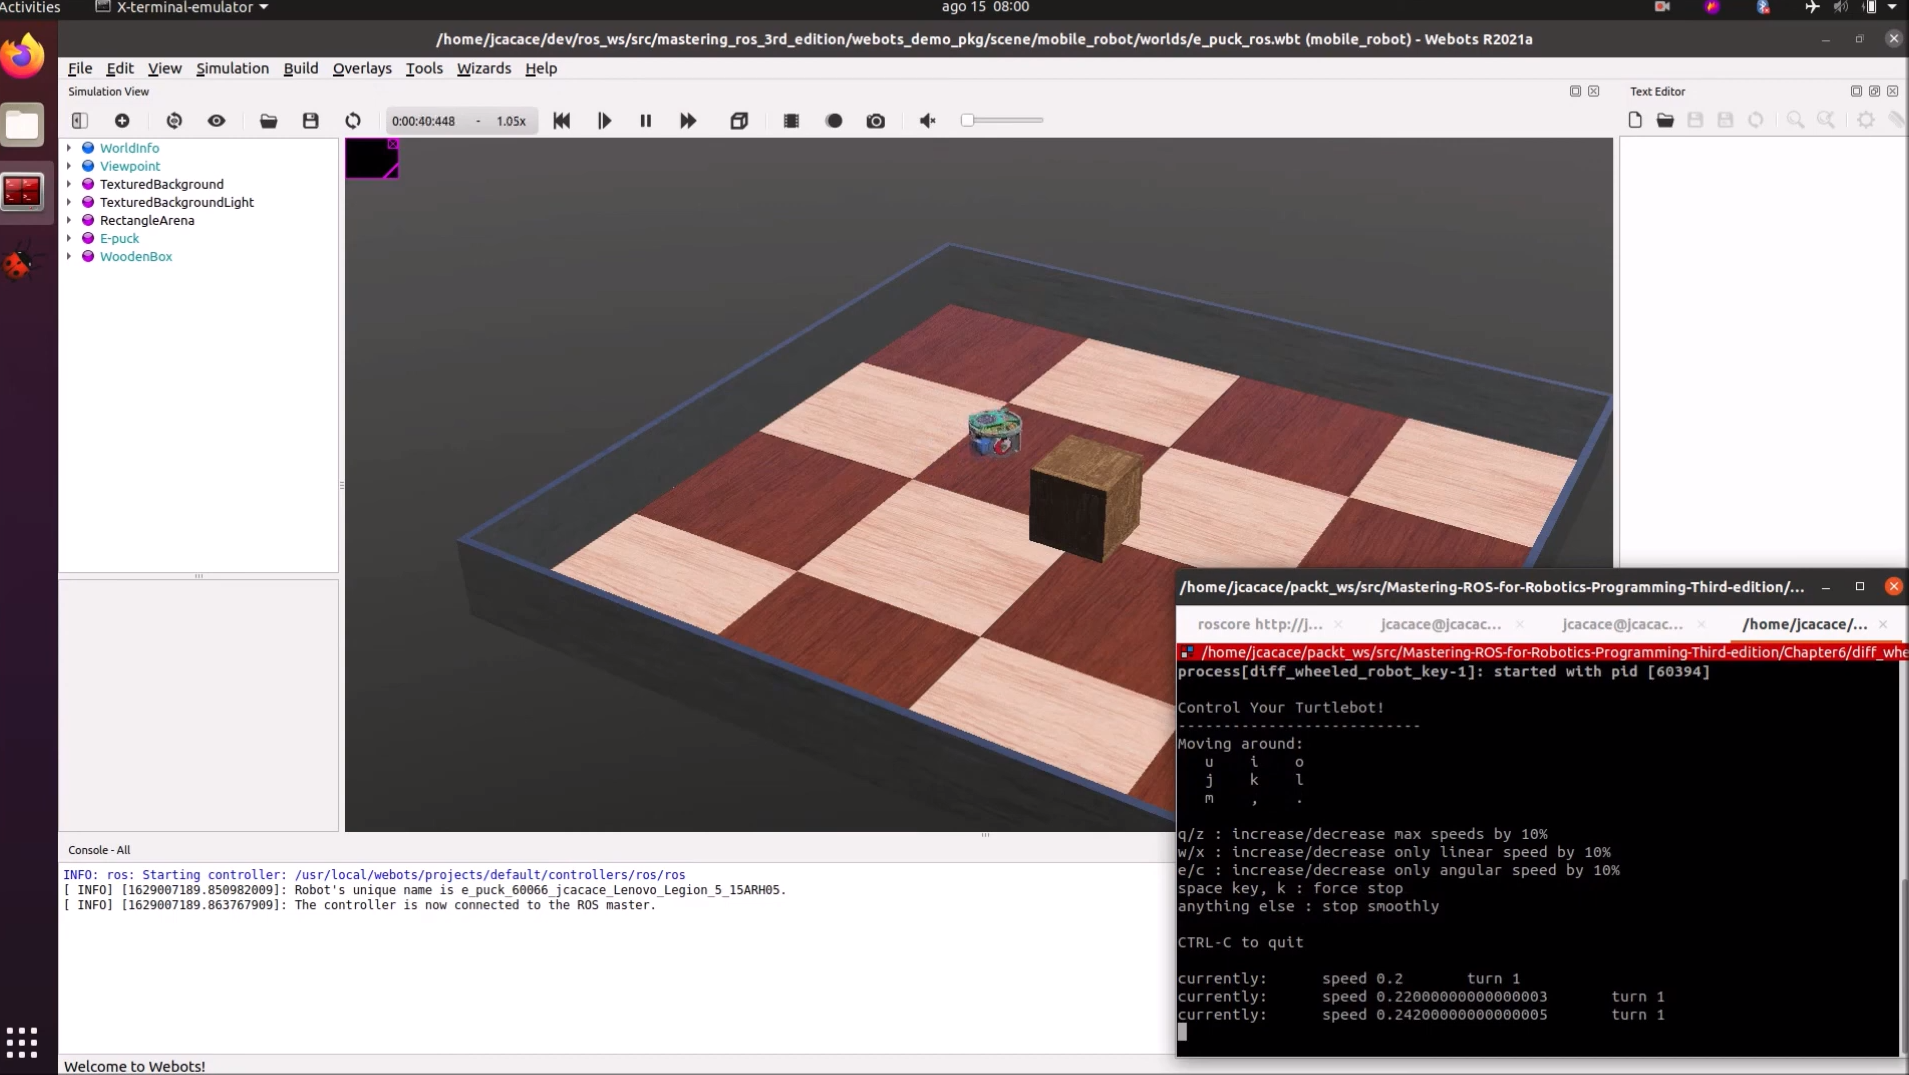 Activities
X-terminal-emulator
ago 15 08:00
/home/jcacace/dev/ros_ws/src/mastering_ros_3rd_edition/webots_demo_pkg/scene/mobile_robot/worlds/e_puck_ros.wbt (mobile_robot) - Webots R2021a
File Edit View Simulation Build Overlays Tools Wizards Help
Simulation View
Text Editor
0:00:40:448 - 1.05x
WorldInfo
Viewpoint
TexturedBackground
TexturedBackgroundLight
RectangleArena
E-puck
WoodenBox
/home/jcacace/packt_ws/src/Mastering-ROS-for-Robotics-Programming-Third-edition/...
roscore http://j...
jcacace@jcacac...
jcacace@jcacac...
/home/jcacace/...
/home/jcacace/packt_ws/src/Mastering-ROS-for-Robotics-Programming-Third-edition/Chapter6/diff_whe
process[diff_wheeled_robot_key-1]: started with pid [60394]
Control Your Turtlebot!
---------------------------
Moving around:
u i o
j k l
m , .
q/z : increase/decrease max speeds by 10%
w/x : increase/decrease only linear speed by 10%
e/c : increase/decrease only angular speed by 10%
space key, k : force stop
anything else : stop smoothly
CTRL-C to quit
currently: speed 0.2 turn 1
currently: speed 0.22000000000000003 turn 1
currently: speed 0.24200000000000005 turn 1
Console - All
INFO: ros: Starting controller: /usr/local/webots/projects/default/controllers/ros/ros
[ INFO] [1629007189.850982009]: Robot's unique name is e_puck_60066_jcacace_Lenovo_Legion_5_15ARH05.
[ INFO] [1629007189.863767909]: The controller is now connected to the ROS master.
Welcome to Webots!